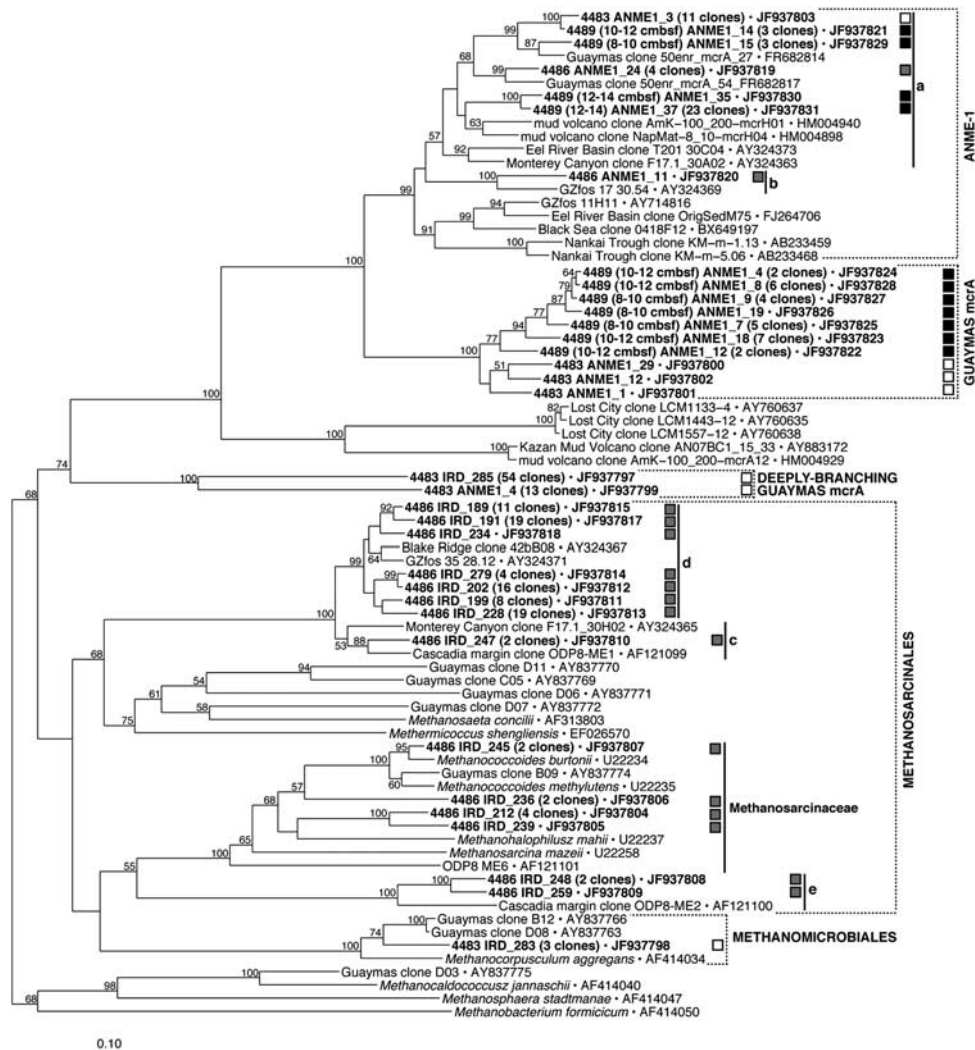 4483 ANME1_3 (11 clones) • JF937803
100
4489 (10-12 cmbsf) ANME1_14 (3 clones) • JF937821
99
87
4489 (8-10 cmbsf) ANME1_15 (3 clones) • JF937829
Guaymas clone 50enr_mcrA_27 • FR682814
68
4486 ANME1_24 (4 clones) • JF937819
99
Guaymas clone 50enr_mcrA_54_FR682817
a
4489 (12-14 cmbsf) ANME1_35 • JF937830
100
4489 (12-14) ANME1_37 (23 clones) • JF937831
mud volcano clone AmK-100_200-mcrH01 • HM004940
63
mud volcano clone NapMat-8_10-mcrH04 • HM004898
57
Eel River Basin clone T201 30C04 • AY324373
92
Monterey Canyon clone F17.1_30A02 • AY324363
4486 ANME1_11 • JF937820
100
b
GZfos 17 30.54 • AY324369
99
GZfos 11H11 • AY714816
94
Eel River Basin clone OrigSedM75 • FJ264706
99
Black Sea clone 0418F12 • BX649197
91
Nankai Trough clone KM-m-1.13 • AB233459
100
Nankai Trough clone KM-m-5.06 • AB233468
ANME-1
100
4489 (10-12 cmbsf) ANME1_4 (2 clones) • JF937824
64
4489 (10-12 cmbsf) ANME1_8 (6 clones) • JF937828
79
4489 (8-10 cmbsf) ANME1_9 (4 clones) • JF937827
87
4489 (8-10 cmbsf) ANME1_19 • JF937826
77
4489 (8-10 cmbsf) ANME1_7 (5 clones) • JF937825
94
4489 (10-12 cmbsf) ANME1_18 (7 clones) • JF937823
77
4489 (10-12 cmbsf) ANME1_12 (2 clones) • JF937822
100
4483 ANME1_29 • JF937800
51
4483 ANME1_12 • JF937802
4483 ANME1_1 • JF937801
GUAYMAS mcrA
100
Lost City clone LCM1133-4 • AY760637
82
Lost City clone LCM1443-12 • AY760635
100
Lost City clone LCM1557-12 • AY760638
100
Kazan Mud Volcano clone AN07BC1_15_33 • AY883172
100
mud volcano clone AmK-100_200-mcrA12 • HM004929
74
4483 IRD_285 (54 clones) • JF937797
DEEPLY-BRANCHING
100
4483 ANME1_4 (13 clones) • JF937799
GUAYMAS mcrA
68
4486 IRD_189 (11 clones) • JF937815
92
4486 IRD_191 (19 clones) • JF937817
4486 IRD_234 • JF937818
Blake Ridge clone 42bB08 • AY324367
64
GZfos 35 28.12 • AY324371
99
d
4486 IRD_279 (4 clones) • JF937814
99
4486 IRD_202 (16 clones) • JF937812
4486 IRD_199 (8 clones) • JF937811
4486 IRD_228 (19 clones) • JF937813
100
Monterey Canyon clone F17.1_30H02 • AY324365
4486 IRD_247 (2 clones) • JF937810
88
53
c
Cascadia margin clone ODP8-ME1 • AF121099
68
Guaymas clone D11 • AY837770
94
Guaymas clone C05 • AY837769
54
Guaymas clone D06 • AY837771
61
Guaymas clone D07 • AY837772
58
Methanosaeta concilii • AF313803
75
Methermicoccus shengliensis • EF026570
4486 IRD_245 (2 clones) • JF937807
95
Methanococcoides burtonii • U22234
100
Guaymas clone B09 • AY837774
60
Methanococcoides methylutens • U22235
57
4486 IRD_236 (2 clones) • JF937806
68
4486 IRD_212 (4 clones) • JF937804
100
Methanosarcinaceae
4486 IRD_239 • JF937805
Methanohalophilusz mahii • U22237
65
Methanosarcina mazeii • U22258
100
ODP8 ME6 • AF121101
55
4486 IRD_248 (2 clones) • JF937808
100
4486 IRD_259 • JF937809
100
e
Cascadia margin clone ODP8-ME2 • AF121100
METHANOSARCINALES
Guaymas clone B12 • AY837766
Guaymas clone D08 • AY837763
74
4483 IRD_283 (3 clones) • JF937798
METHANOMICROBIALES
100
Methanocorpusculum aggregans • AF414034
Guaymas clone D03 • AY837775
100
Methanocaldococcusz jannaschii • AF414040
98
Methanosphaera stadtmanae • AF414047
68
Methanobacterium formicicum • AF414050
0.10